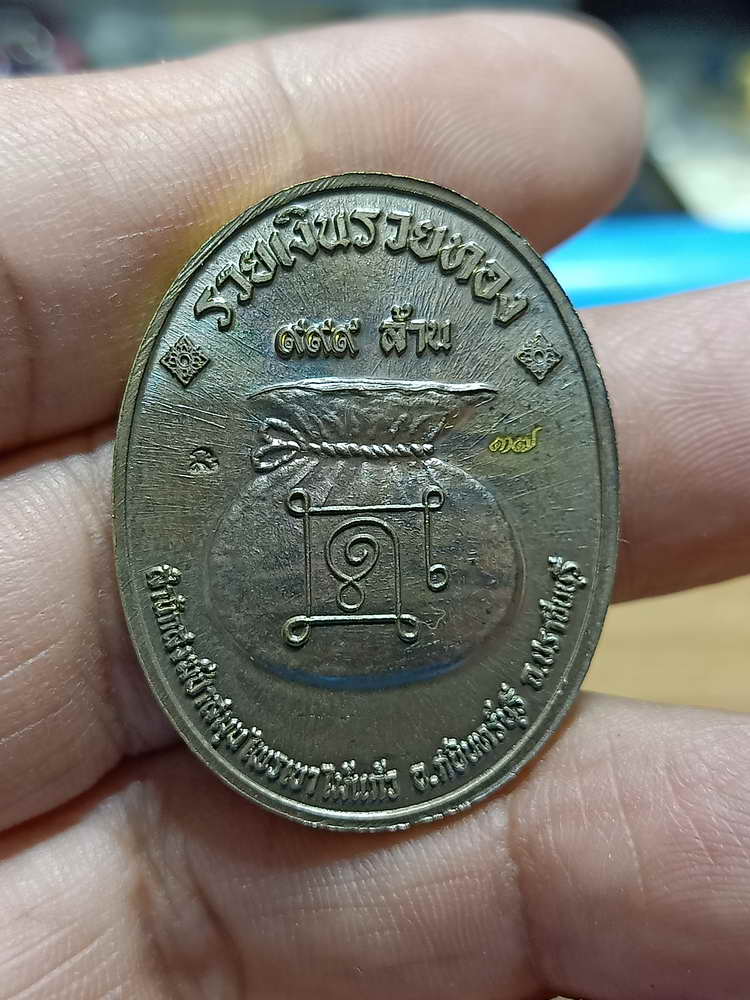 รวยเงินรวยทอง
๙๙๙ ล้าน
๓๗
อ.กบินทร์บุรี จ.ปราจีนบุรี